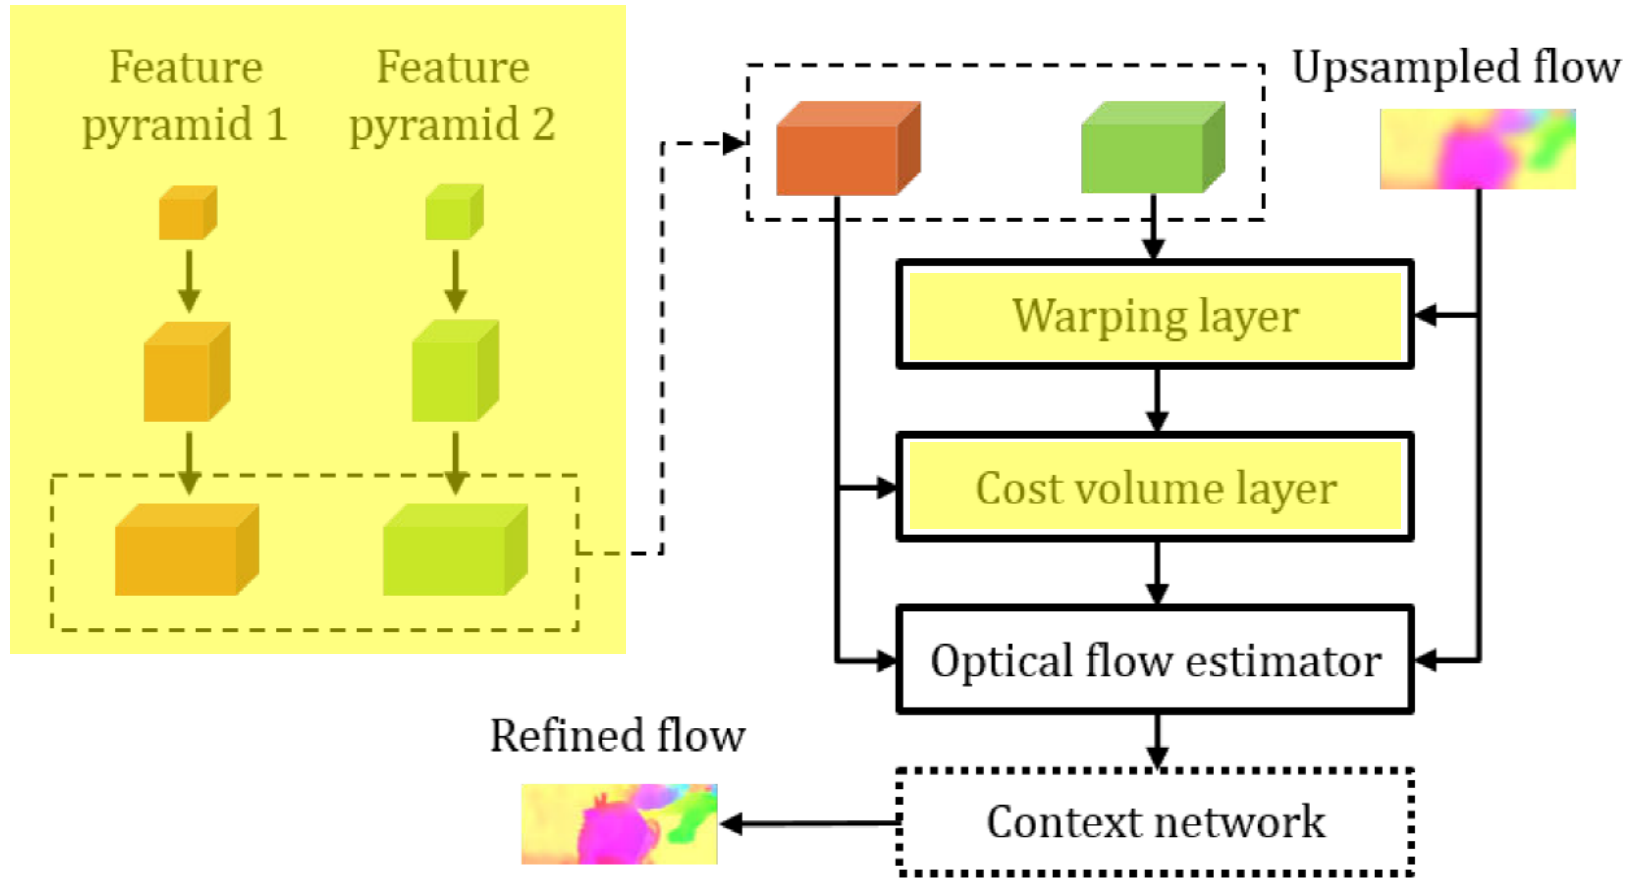 Feature
pyramid 1
Feature
pyramid 2
Upsampled flow
Warping layer
Cost volume layer
Optical flow estimator
Refined flow
Context network